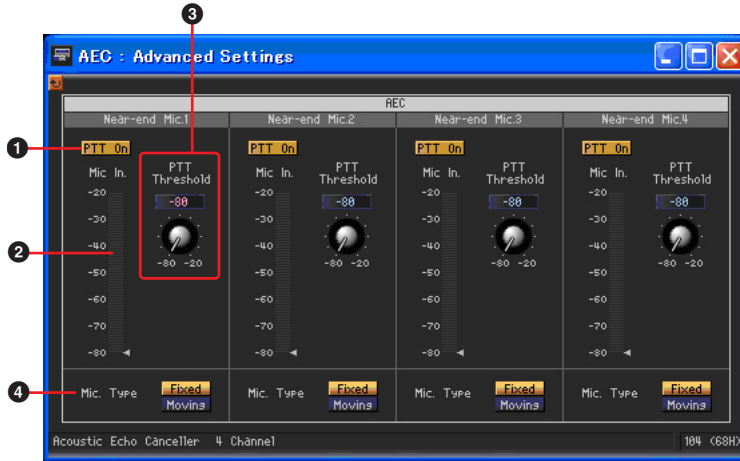 3
AEC : Advanced Settings
AEC
Near-end Mic.1 Near-end Mic.2 Near-end Mic.3 Near-end Mic.4
1
PTT On PTT On PTT On PTT On
Mic In. PTT Threshold Mic In. PTT Threshold Mic In. PTT Threshold Mic In. PTT Threshold
-20 -80 -20 -80 -20 -80 -20 -80
-30 -30 -30 -30
2
-40 -80 -20 -40 -80 -20 -40 -80 -20 -40 -80 -20
-50 -50 -50 -50
-60 -60 -60 -60
-70 -70 -70 -70
-80 -80 -80 -80
4
Mic. Type Fixed Mic. Type Fixed Mic. Type Fixed Mic. Type Fixed
Moving Moving Moving Moving
Acoustic Echo Canceller 4 Channel 104 (68H)